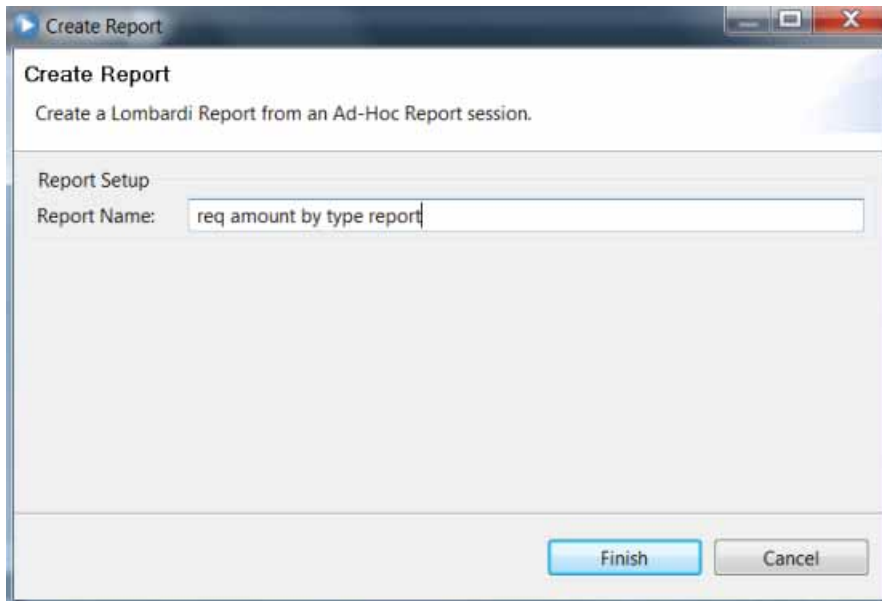 Create Report
Create Report
Create a Lombardi Report from an Ad-Hoc Report session.
Report Setup
Report Name: req amount by type report
Finish Cancel